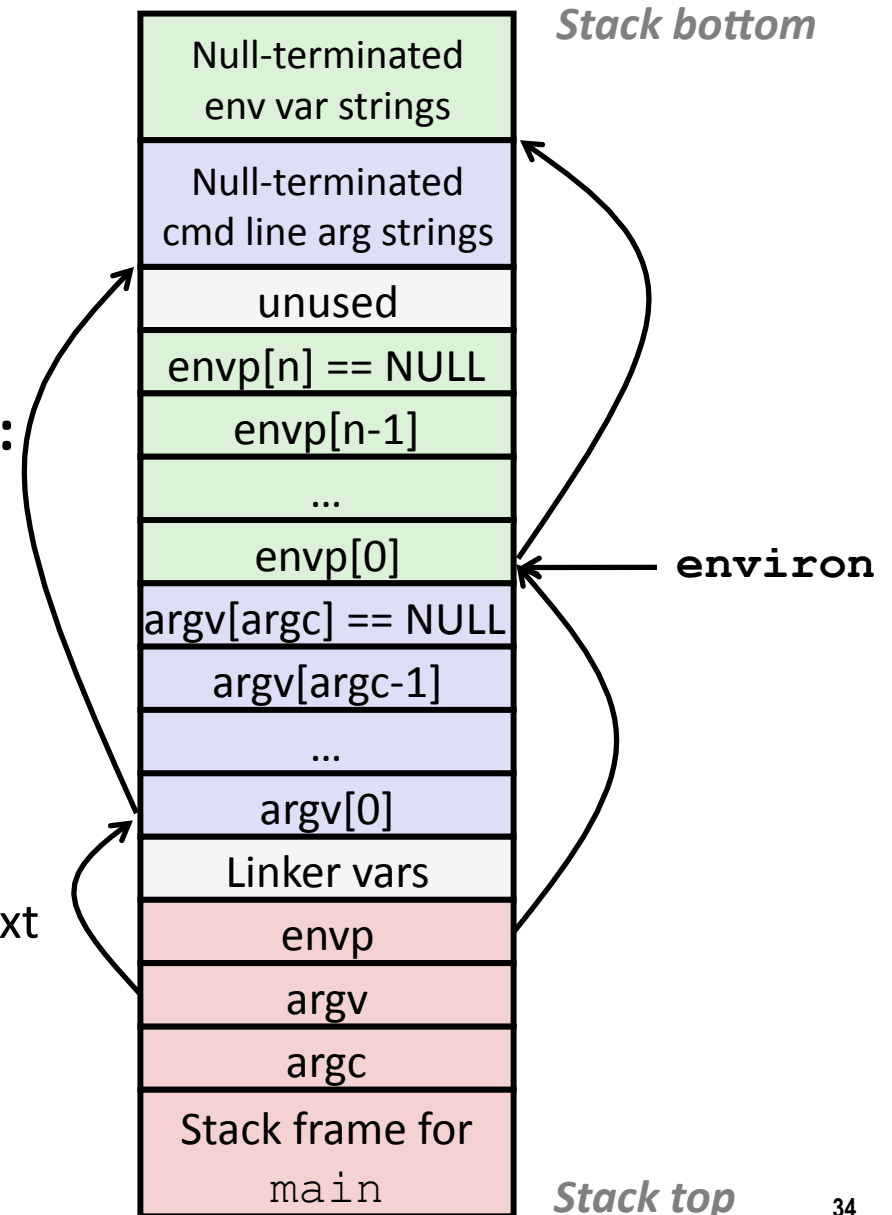 Stack bottom
Null-terminated
env var strings
Null-terminated
cmd line arg strings
unused
envp[n] == NULL
:
envp[n-1]
…
envp[0]
environ
argv[argc] == NULL
argv[argc-1]
…
argv[0]
Linker vars
xt
envp
argv
argc
Stack frame for
main
Stack top
34